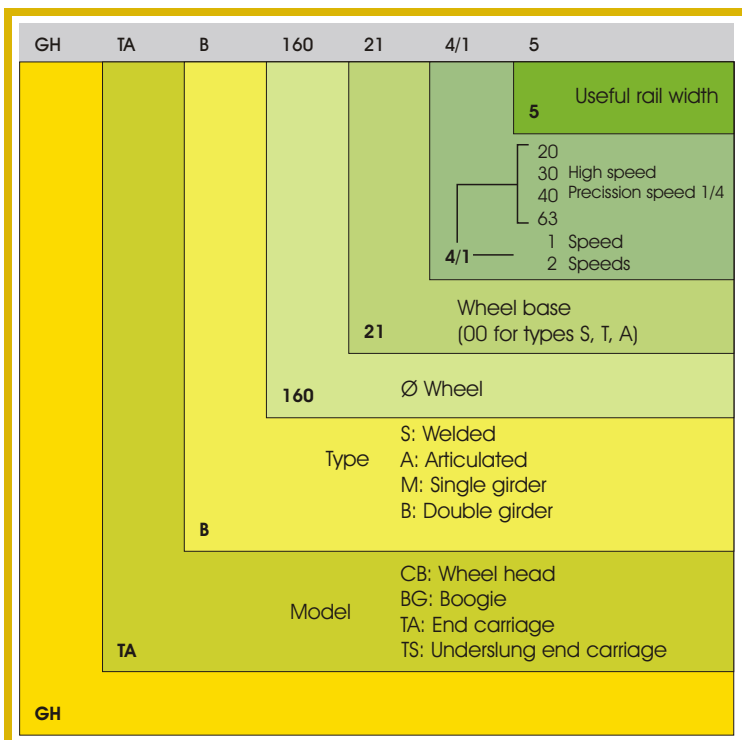 GH TA B 160 21 4/1 5
Useful rail width
5
20
30 High speed
40 Precission speed 1/4
63
1 Speed
4/1
2 Speeds
Wheel base
21 (00 for types S, T, A)
160 Ø Wheel
S: Welded
Type A: Articulated
M: Single girder
B: Double girder
B
CB: Wheel head
BG: Boogie
Model
TA: End carriage
TA TS: Underslung end carriage
GH